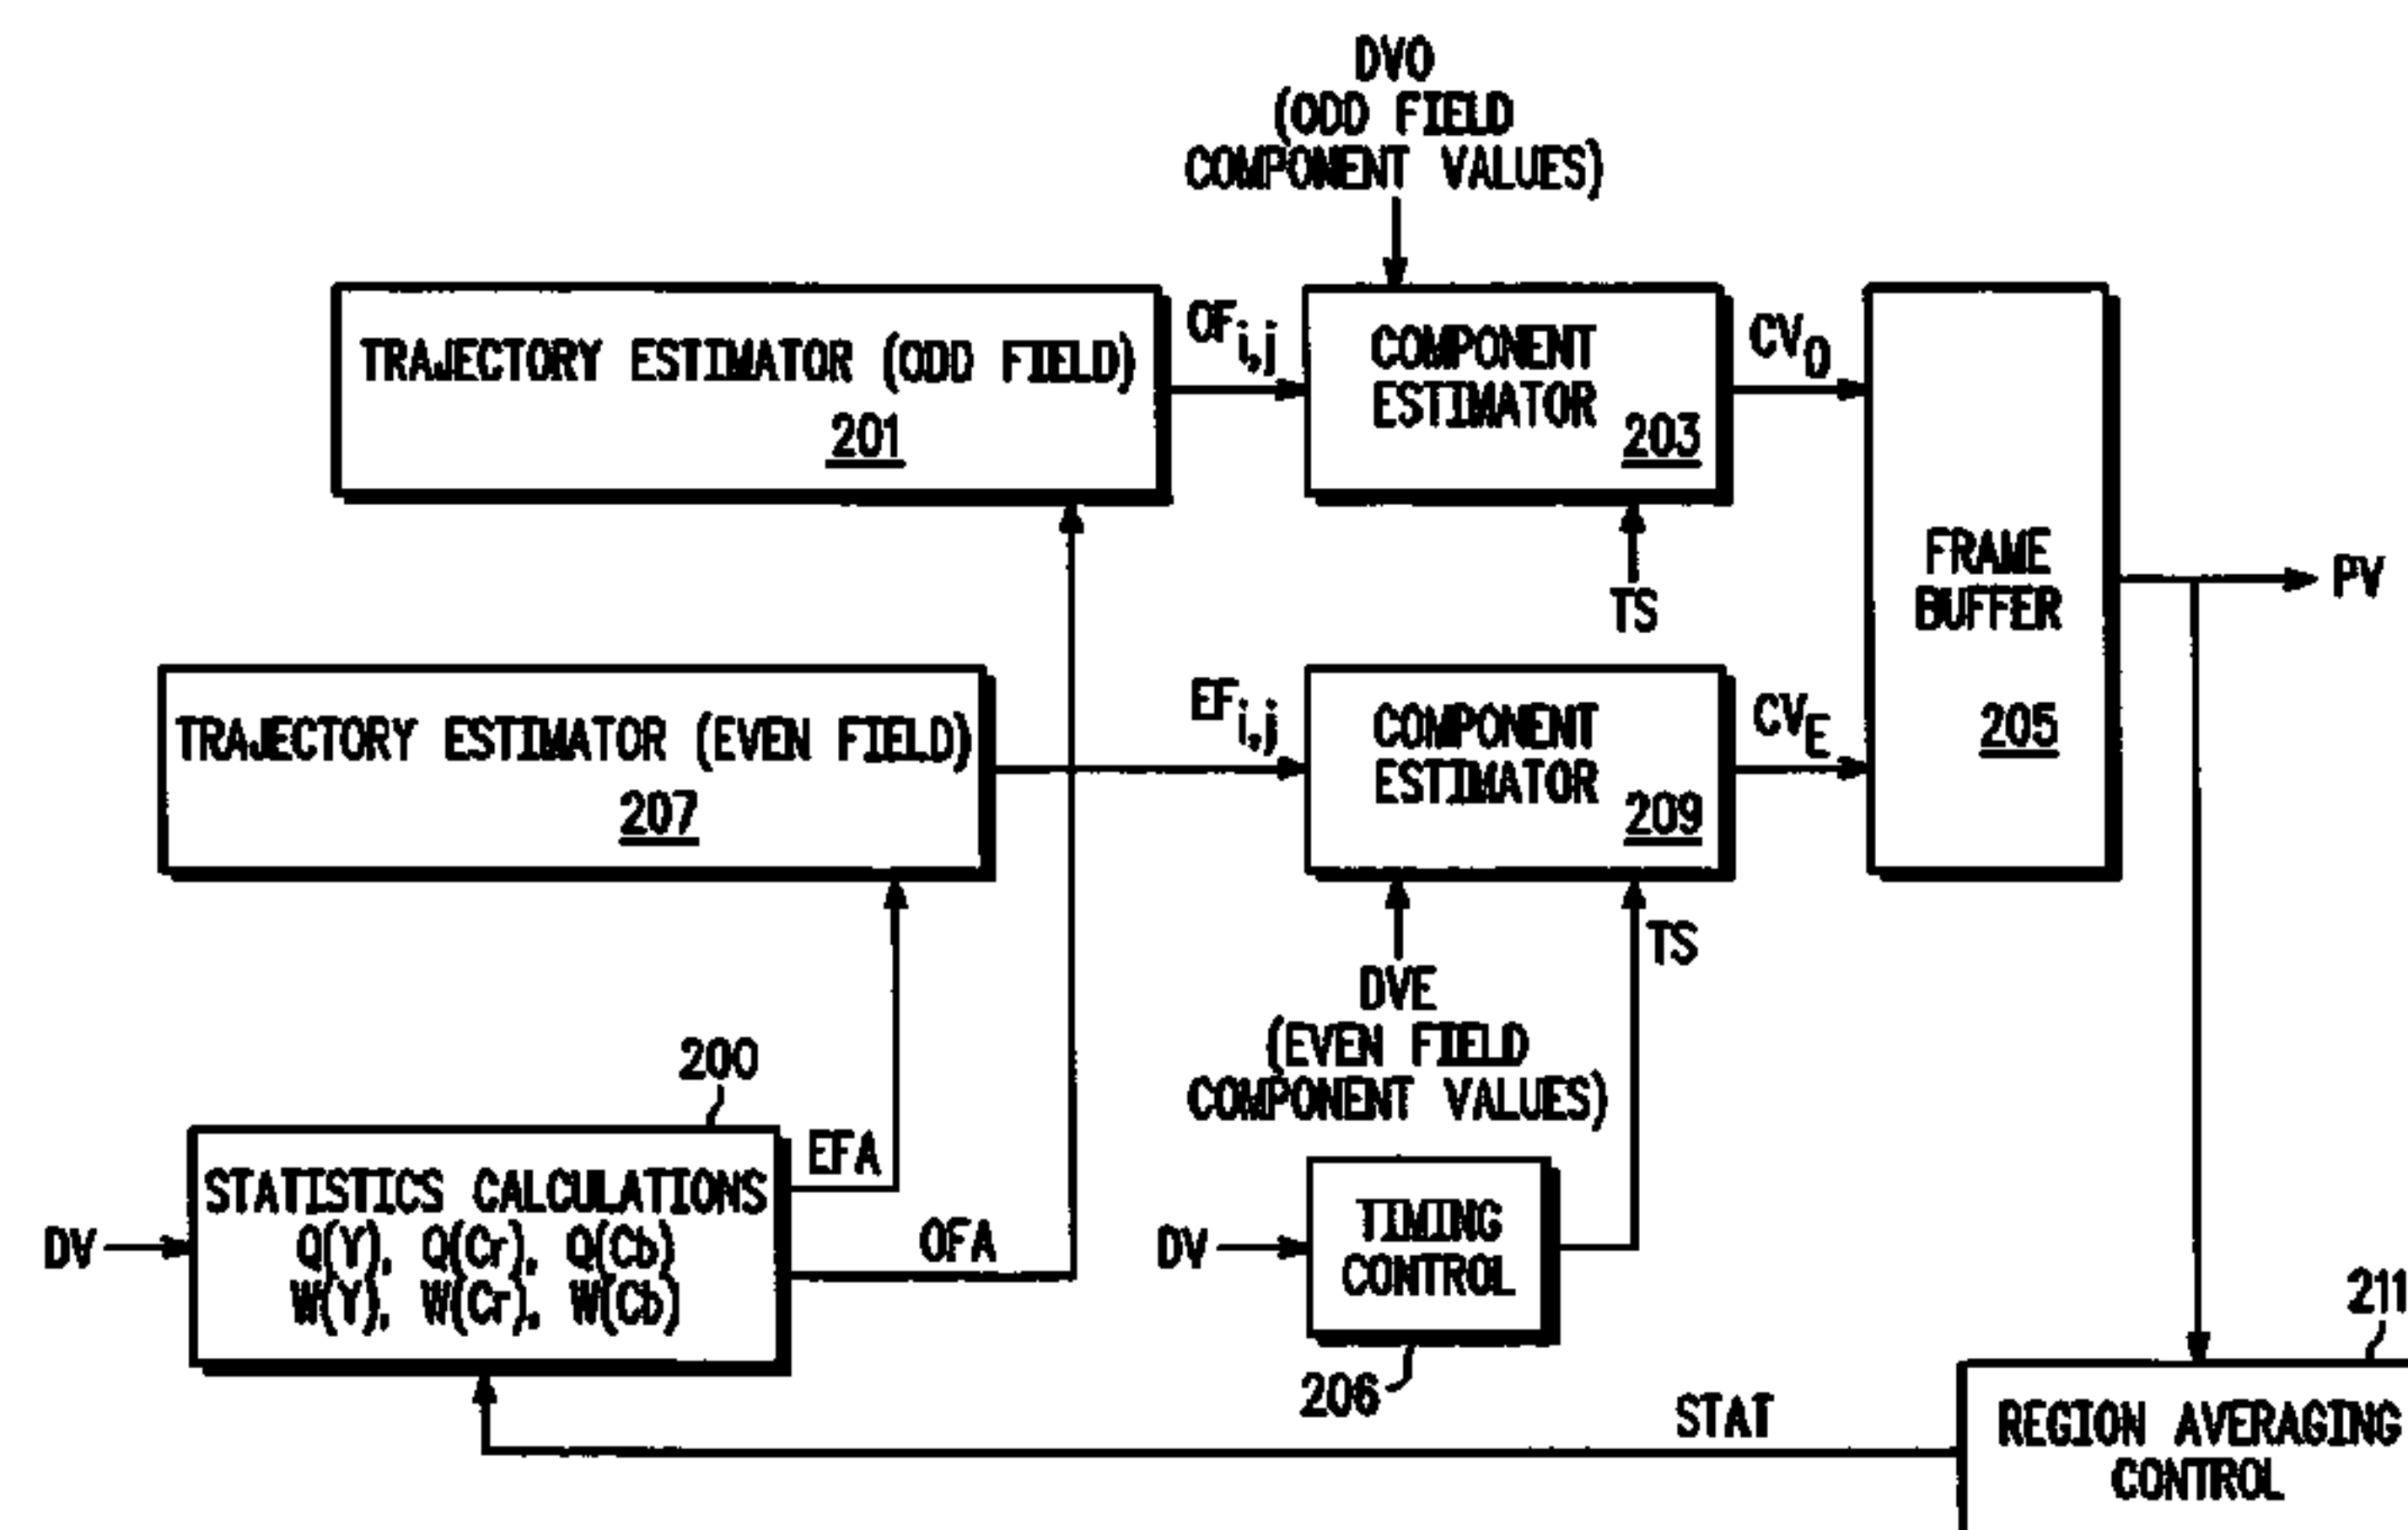 DVO
(ODD FIELD
COMPONENT VALUES)
TRAJECTORY ESTIMATOR (ODD FIELD)
201
OFi,j
COMPONENT
ESTIMATOR
203
CVO
TS
FRAME
BUFFER
205
PV
TRAJECTORY ESTIMATOR (EVEN FIELD)
207
EFi,j
COMPONENT
ESTIMATOR
209
CVE
TS
DVE
(EVEN FIELD
COMPONENT VALUES)
200
DV
STATISTICS CALCULATIONS
Q(Y), Q(Cr), Q(Cb)
W(Y), W(Cr), W(Cb)
EFA
OFA
DV
TIMING
CONTROL
206
211
STAT
REGION AVERAGING
CONTROL